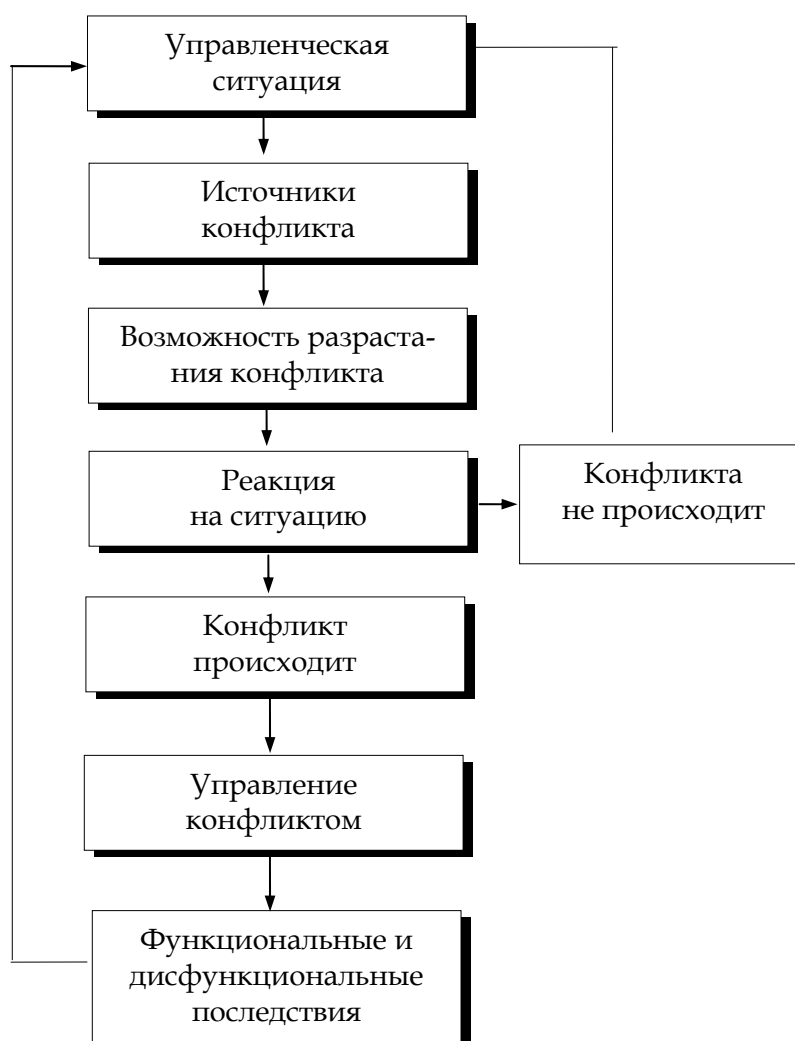 Управленческая
ситуация
Источники
конфликта
Возможность разраста-
ния конфликта
Реакция
на ситуацию
Конфликта
не происходит
Конфликт
происходит
Управление
конфликтом
Функциональные и
дисфункциональные
последствия